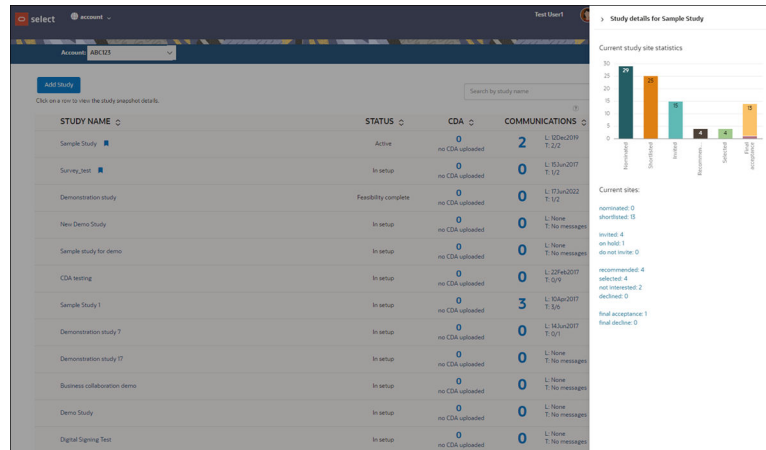 select
account
Test User1
Account: ABC123
Add Study
Click on a row to view the study snapshot details.
Search by study name
STUDY NAME STATUS CDA COMMUNICATIONS
Sample Study Active 0 no CDA uploaded 2 L: 12Dec2019 T: 2/2
Survey_test In setup 0 no CDA uploaded 0 L: 15Jun2017 T: 1/2
Demonstration study Feasibility complete 0 no CDA uploaded 0 L: 17Jun2022 T: 1/2
New Demo Study In setup 0 no CDA uploaded 0 L: None T: No messages
Sample study for demo In setup 0 no CDA uploaded 0 L: None T: No messages
CDA testing In setup 0 no CDA uploaded 0 L: 22Feb2017 T: 0/9
Sample Study 1 In setup 0 no CDA uploaded 3 L: 10Apr2017 T: 3/6
Demonstration study 7 In setup 0 no CDA uploaded 0 L: 14Jun2017 T: 0/1
Demonstration study 17 In setup 0 no CDA uploaded 0 L: None T: No messages
Business collaboration demo In setup 0 no CDA uploaded 0 L: None T: No messages
Demo Study In setup 0 no CDA uploaded 0 L: None T: No messages
Digital Signing Test In setup 0 no CDA uploaded 0 L: None T: No messages
Study details for Sample Study
Current study site statistics
30
25
20
15
10
5
0
29
25
15
4
4
13
Nominated
Shortlisted
Invited
Recommen...
Selected
Final acceptance
Current sites:
nominated: 0
shortlisted: 13
invited: 4
on hold: 1
do not invite: 0
recommended: 4
selected: 4
not interested: 2
declined: 0
final acceptance: 1
final decline: 0